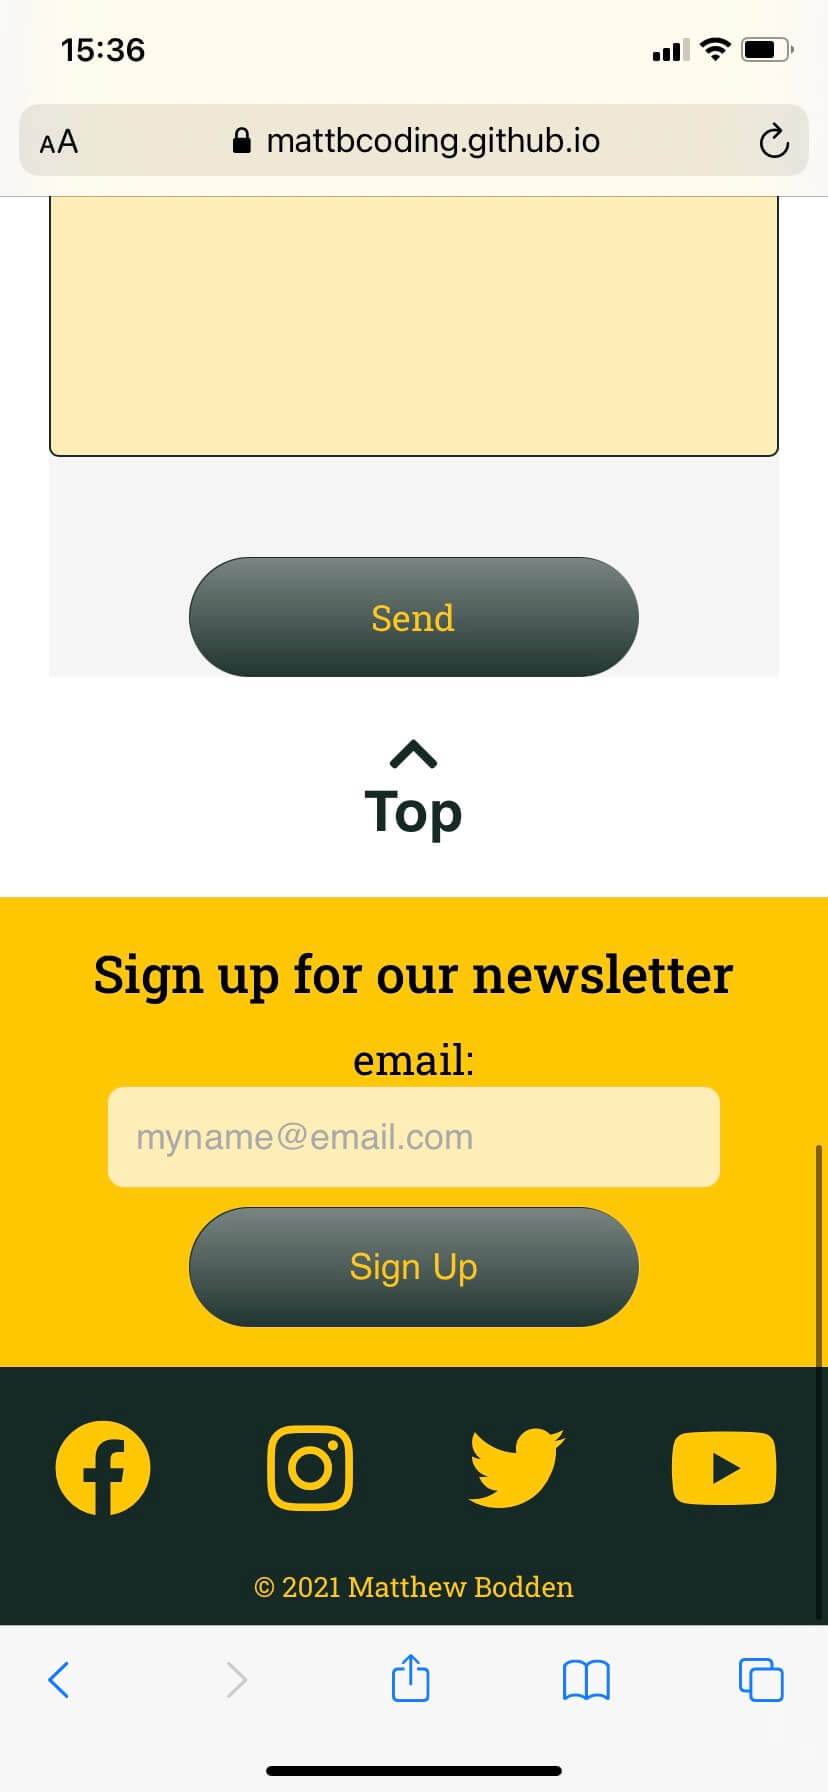 15:36
AA mattbcoding.github.io
Send
Top
Sign up for our newsletter
email:
myname@email.com
Sign Up
© 2021 Matthew Bodden